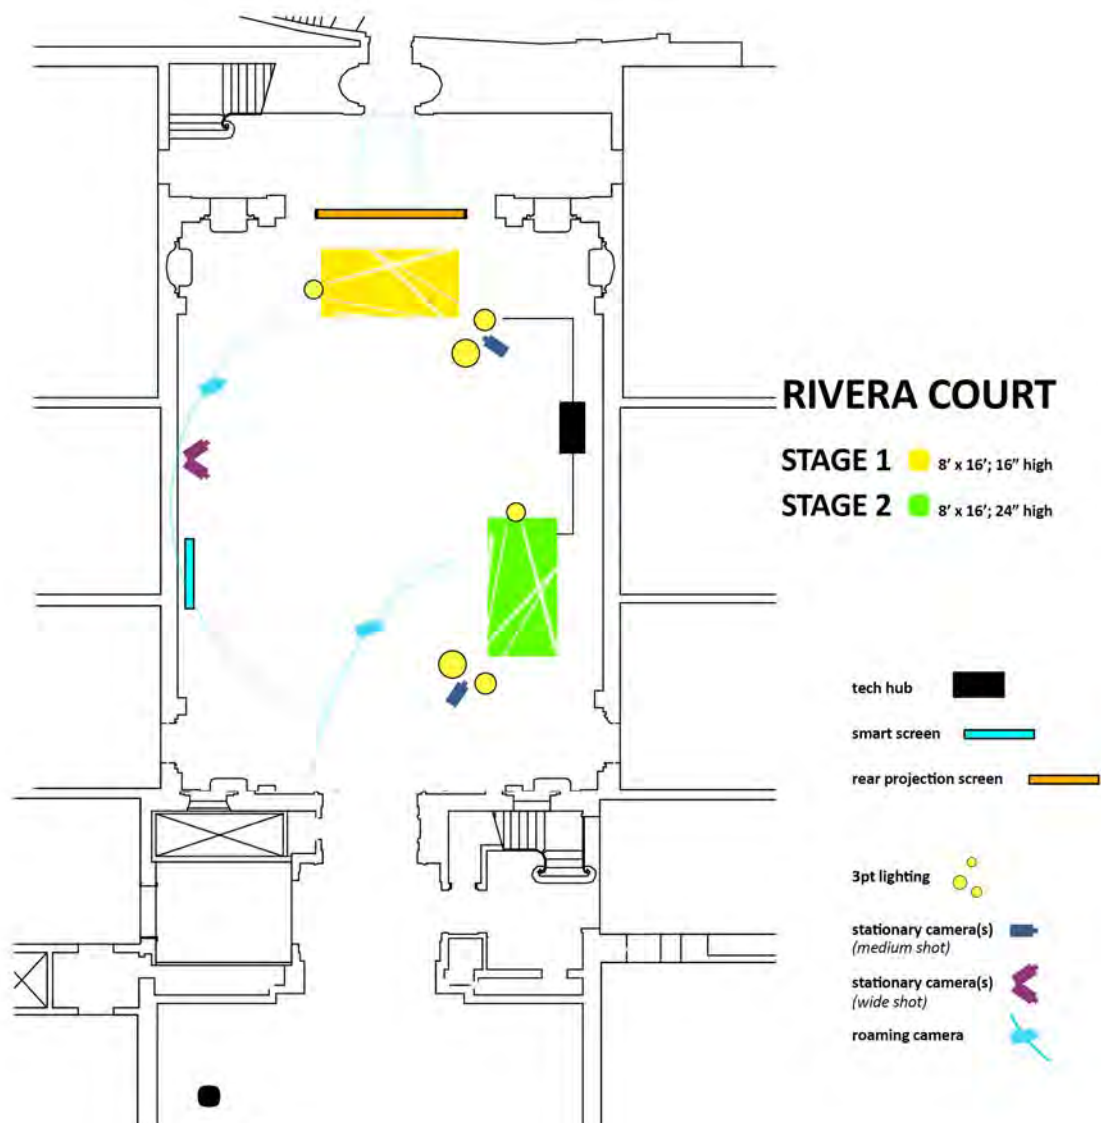 RIVERA COURT
STAGE 1 8' x 16'; 16" high
STAGE 2 8' x 16'; 24" high
tech hub
smart screen
rear projection screen
3pt lighting
stationary camera(s)
(medium shot)
stationary camera(s)
(wide shot)
roaming camera